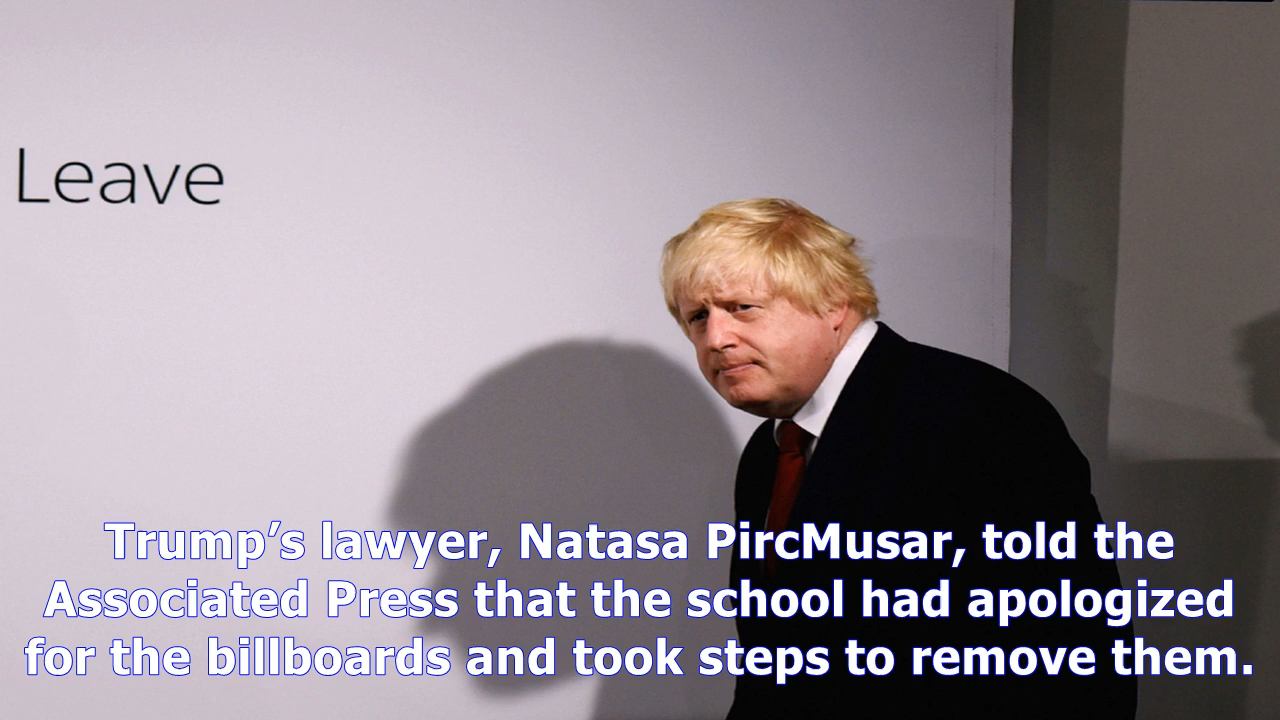 Leave
Trump’s lawyer, Natasa PircMusar, told the
Associated Press that the school had apologized
for the billboards and took steps to remove them.